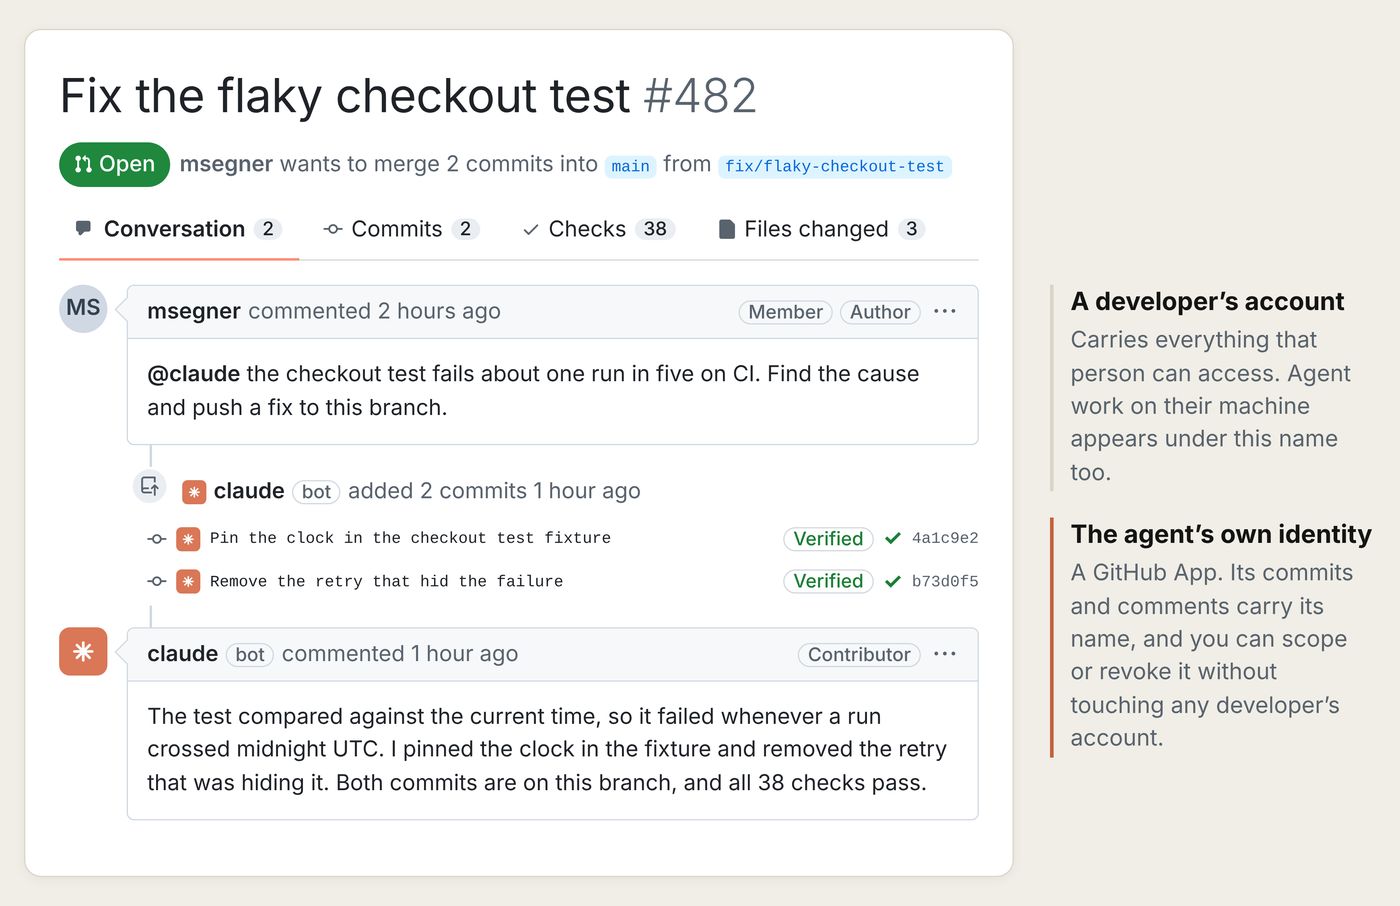 Fix the flaky checkout test #482
Open msegner wants to merge 2 commits into main from fix/flaky-checkout-test
Conversation 2 Commits 2 Checks 38 Files changed 3
MS msegner commented 2 hours ago Member Author ···
@claude the checkout test fails about one run in five on CI. Find the cause
and push a fix to this branch.
claude bot added 2 commits 1 hour ago
Pin the clock in the checkout test fixture Verified 4a1c9e2
Remove the retry that hid the failure Verified b73d0f5
claude bot commented 1 hour ago Contributor ···
The test compared against the current time, so it failed whenever a run
crossed midnight UTC. I pinned the clock in the fixture and removed the retry
that was hiding it. Both commits are on this branch, and all 38 checks pass.
A developer’s account
Carries everything that
person can access. Agent
work on their machine
appears under this name
too.
The agent’s own identity
A GitHub App. Its commits
and comments carry its
name, and you can scope
or revoke it without
touching any developer’s
account.